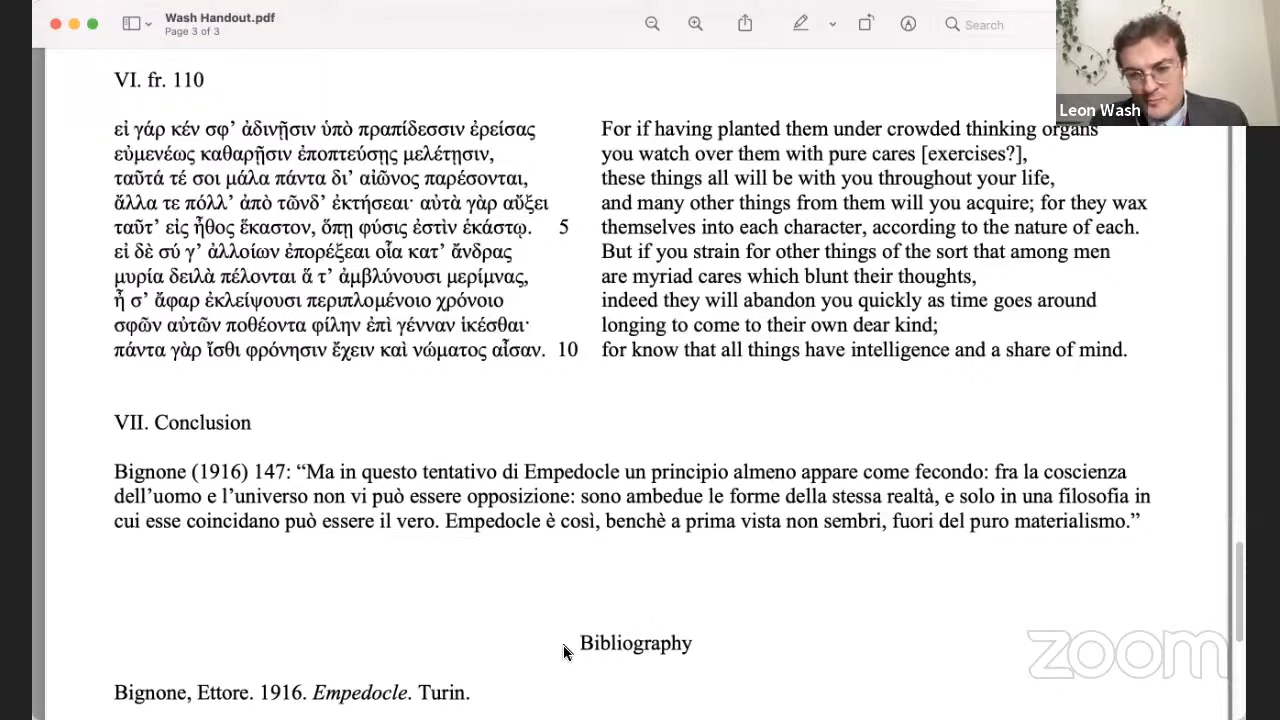 Wash Handout.pdf
Page 3 of 3
Search
Leon Wash
VI. fr. 110
εἰ γάρ κέν σφ’ ἀδινῇσιν ὑπὸ πραπίδεσσιν ἐρείσας
εὐμενέως καθαρῇσιν ἐποπτεύσῃς μελέτῃσιν,
ταῦτά τέ σοι μάλα πάντα δι’ αἰῶνος παρέσονται,
ἄλλα τε πόλλ’ ἀπὸ τῶνδ’ ἐκτήσεαι· αὐτὰ γὰρ αὔξει
ταῦτ’ εἰς ἦθος ἕκαστον, ὅπῃ φύσις ἐστὶν ἑκάστῳ. 5
εἰ δὲ σύ γ’ ἀλλοίων ἐπορέξεαι οἷα κατ’ ἄνδρας
μυρία δειλὰ πέλονται ἅ τ’ ἀμβλύνουσι μερίμνας,
ἦ σ’ ἄφαρ ἐκλείψουσι περιπλομένοιο χρόνοιο
σφῶν αὐτῶν ποθέοντα φίλην ἐπὶ γένναν ἱκέσθαι·
πάντα γὰρ ἴσθι φρόνησιν ἔχειν καὶ νώματος αἶσαν. 10
For if having planted them under crowded thinking organs
you watch over them with pure cares [exercises?],
these things all will be with you throughout your life,
and many other things from them will you acquire; for they wax
themselves into each character, according to the nature of each.
But if you strain for other things of the sort that among men
are myriad cares which blunt their thoughts,
indeed they will abandon you quickly as time goes around
longing to come to their own dear kind;
for know that all things have intelligence and a share of mind.
VII. Conclusion
Bignone (1916) 147: “Ma in questo tentativo di Empedocle un principio almeno appare come fecondo: fra la coscienza
dell’uomo e l’universo non vi può essere opposizione: sono ambedue le forme della stessa realtà, e solo in una filosofia in
cui esse coincidano può essere il vero. Empedocle è così, benchè a prima vista non sembri, fuori del puro materialismo.”
Bibliography
Bignone, Ettore. 1916. Empedocle. Turin.
zoom